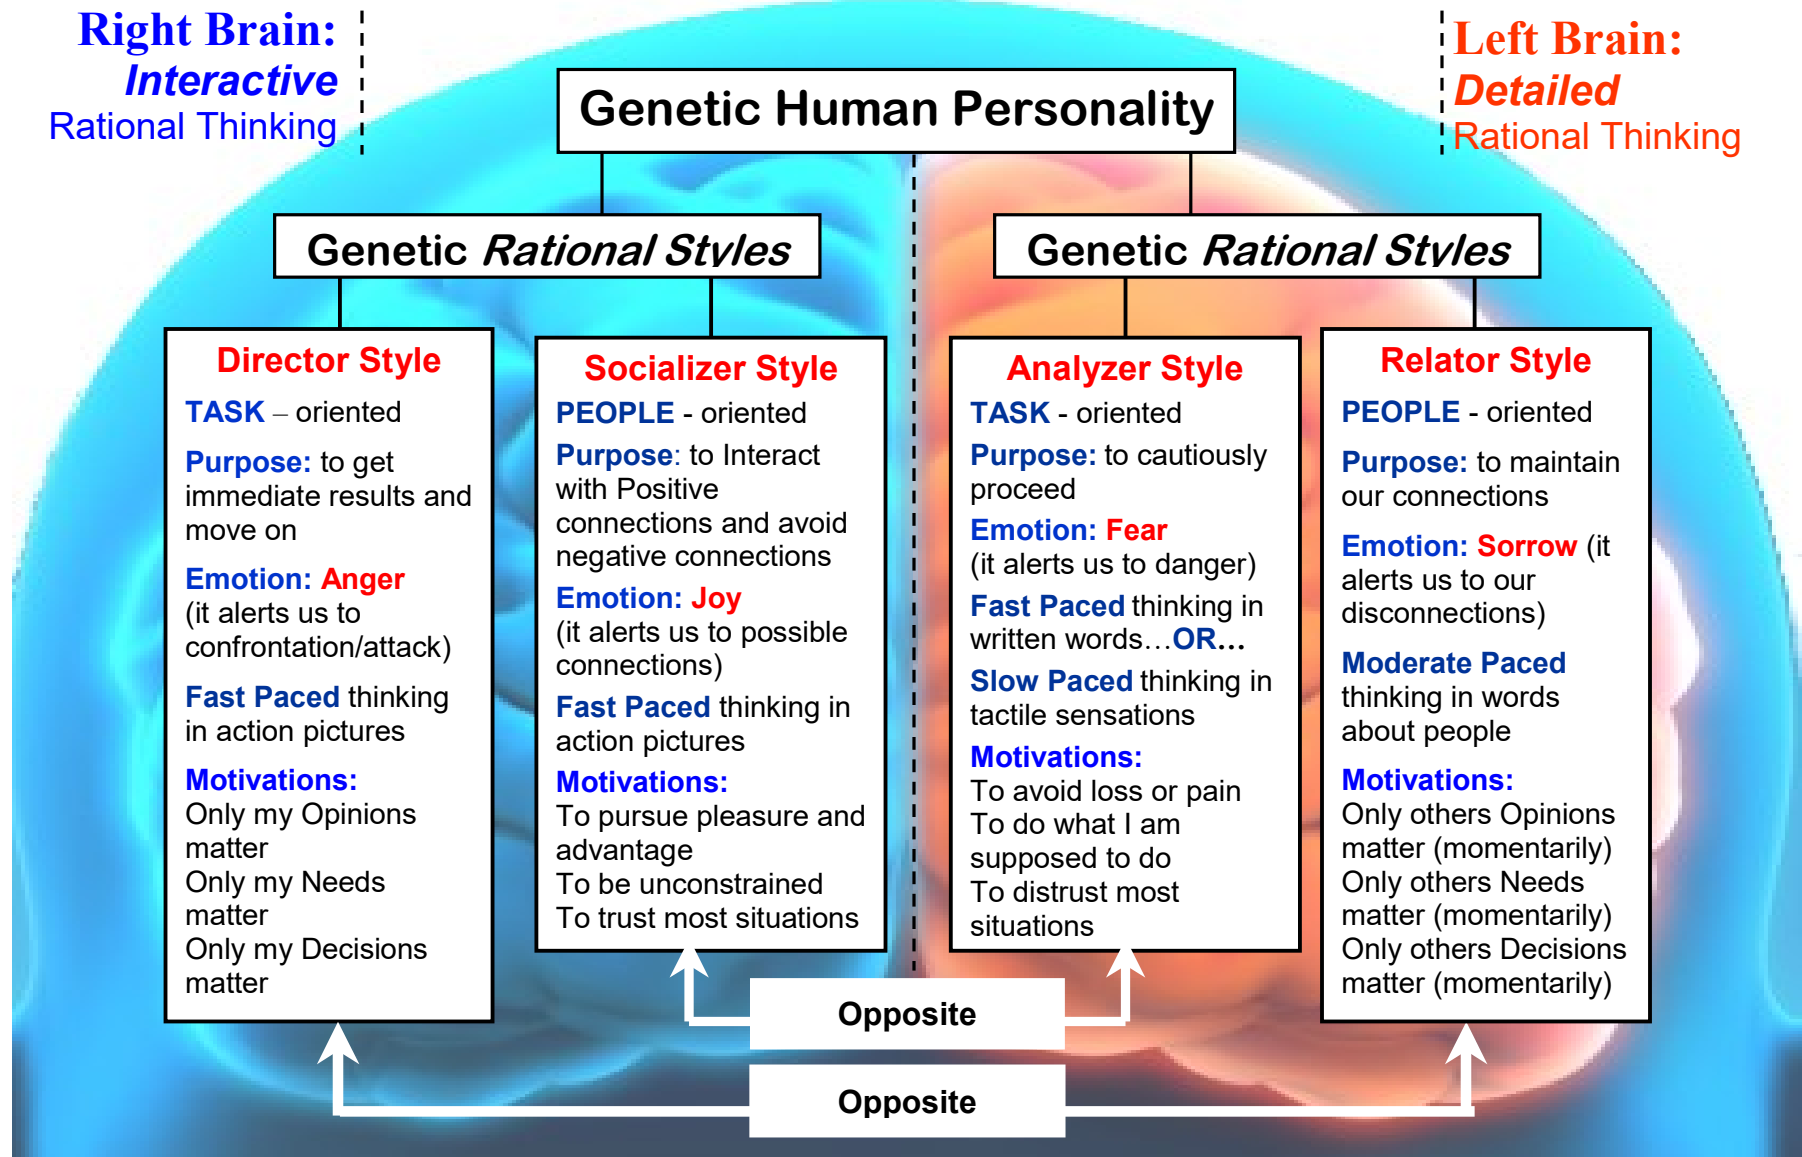 Right Brain:
Interactive
Rational Thinking
Left Brain:
Detailed
Rational Thinking
Genetic Human Personality
Genetic Rational Styles
Genetic Rational Styles
Director Style
TASK – oriented
Purpose: to get
immediate results and
move on
Emotion: Anger
(it alerts us to
confrontation/attack)
Fast Paced thinking
in action pictures
Motivations:
Only my Opinions
matter
Only my Needs
matter
Only my Decisions
matter
Socializer Style
PEOPLE - oriented
Purpose: to Interact
with Positive
connections and avoid
negative connections
Emotion: Joy
(it alerts us to possible
connections)
Fast Paced thinking in
action pictures
Motivations:
To pursue pleasure and
advantage
To be unconstrained
To trust most situations
Analyzer Style
TASK - oriented
Purpose: to cautiously
proceed
Emotion: Fear
(it alerts us to danger)
Fast Paced thinking in
written words…OR…
Slow Paced thinking in
tactile sensations
Motivations:
To avoid loss or pain
To do what I am
supposed to do
To distrust most
situations
Relator Style
PEOPLE - oriented
Purpose: to maintain
our connections
Emotion: Sorrow (it
alerts us to our
disconnections)
Moderate Paced
thinking in words
about people
Motivations:
Only others Opinions
matter (momentarily)
Only others Needs
matter (momentarily)
Only others Decisions
matter (momentarily)
Opposite
Opposite